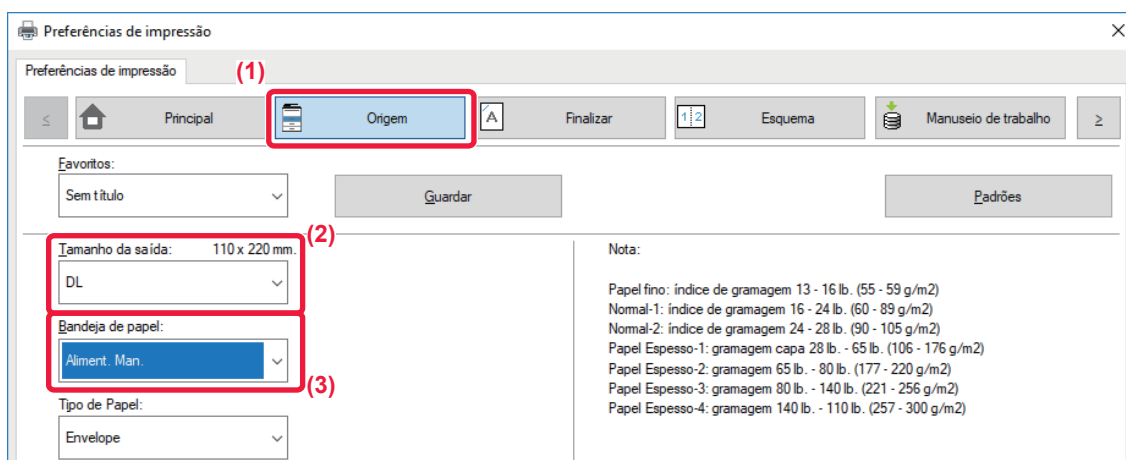 Preferências de impressão
Preferências de impressão
(1)
≤ Principal Origem Finalizar Esquema Manuseio de trabalho ≥
Favoritos:
Sem título
Guardar
Padrões
(2)
Tamanho da saída: 110 x 220 mm.
DL
Bandeja de papel:
Aliment. Man.
(3)
Tipo de Papel:
Envelope
Nota:
Papel fino: índice de gramagem 13 - 16 lb. (55 - 59 g/m2)
Normal-1: índice de gramagem 16 - 24 lb. (60 - 89 g/m2)
Normal-2: índice de gramagem 24 - 28 lb. (90 - 105 g/m2)
Papel Espesso-1: gramagem capa 28 lb. - 65 lb. (106 - 176 g/m2)
Papel Espesso-2: gramagem 65 lb. - 80 lb. (177 - 220 g/m2)
Papel Espesso-3: gramagem 80 lb. - 140 lb. (221 - 256 g/m2)
Papel Espesso-4: gramagem 140 lb. - 110 lb. (257 - 300 g/m2)